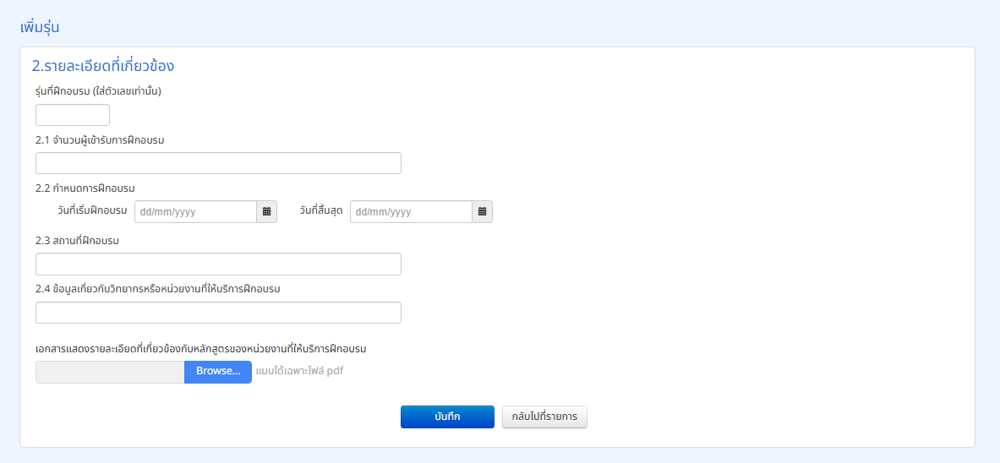 เพิ่มรุ่น
2.รายละเอียดที่เกี่ยวข้อง
รุ่นที่ฝึกอบรม (ใส่ตัวเลขเท่านั้น)
2.1 จำนวนผู้เข้ารับการฝึกอบรม
2.2 กำหนดการฝึกอบรม
วันที่เริ่มฝึกอบรม dd/mm/yyyy วันที่สิ้นสุด dd/mm/yyyy
2.3 สถานที่ฝึกอบรม
2.4 ข้อมูลเกี่ยวกับวิทยากรหรือหน่วยงานที่ให้บริการฝึกอบรม
เอกสารแสดงรายละเอียดที่เกี่ยวข้องกับหลักสูตรของหน่วยงานที่ให้บริการฝึกอบรม
Browse... แนบได้เฉพาะไฟล์ pdf
บันทึก กลับไปที่รายการ